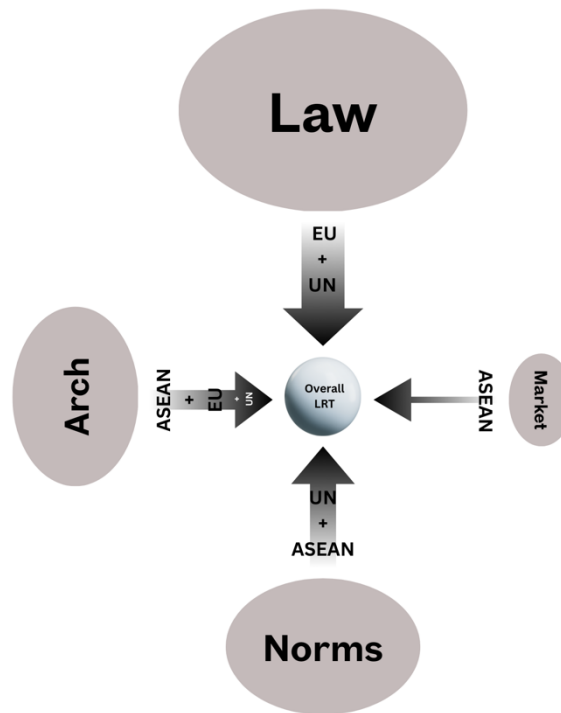 Law
EU
+
UN
Arch
ASEAN + EU + UN
Overall
LRT
ASEAN
Market
UN
+
ASEAN
Norms